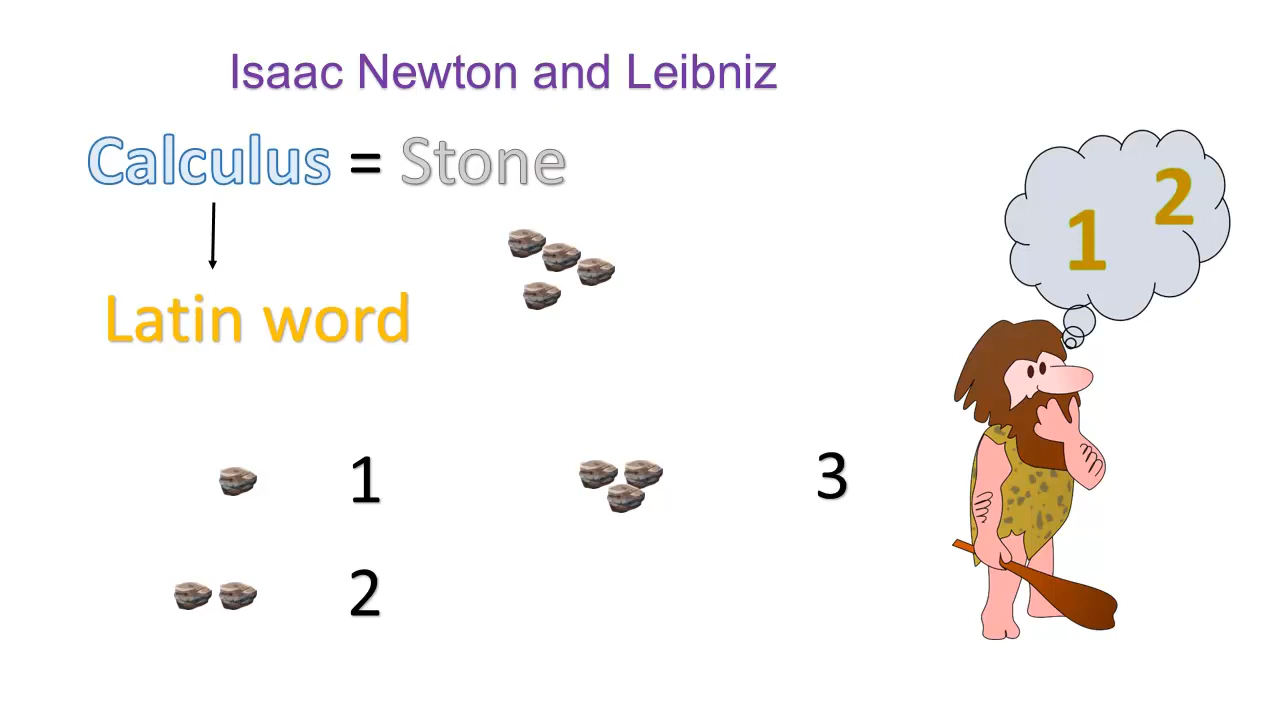 Isaac Newton and Leibniz
Calculus = Stone
Latin word
1 2
1 3
2